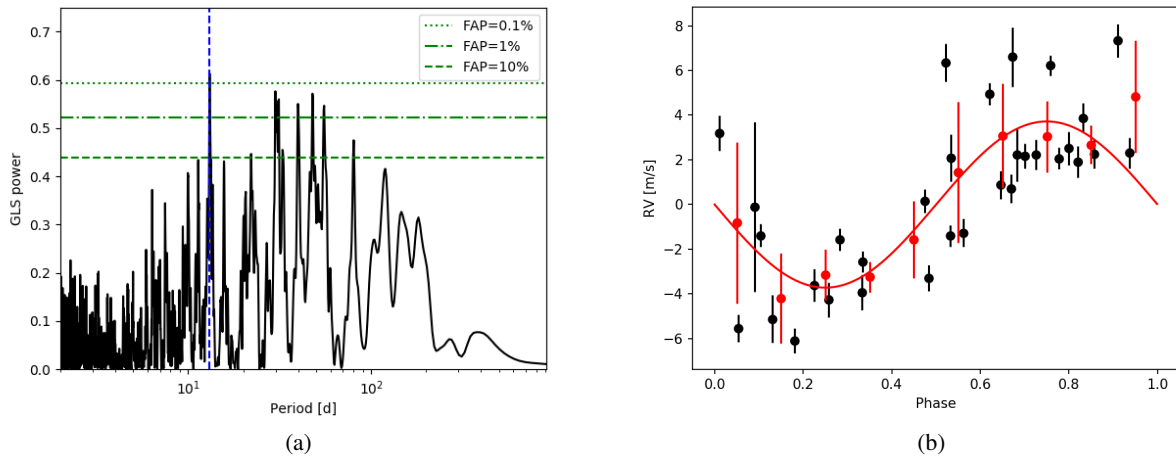 FAP=0.1%
FAP=1%
FAP=10%
0.7
0.6
0.5
0.4
0.3
0.2
0.1
0.0
GLS power
10¹
10²
Period [d]
(a)
8
6
4
2
0
−2
−4
−6
RV [m/s]
0.0 0.2 0.4 0.6 0.8 1.0
Phase
(b)